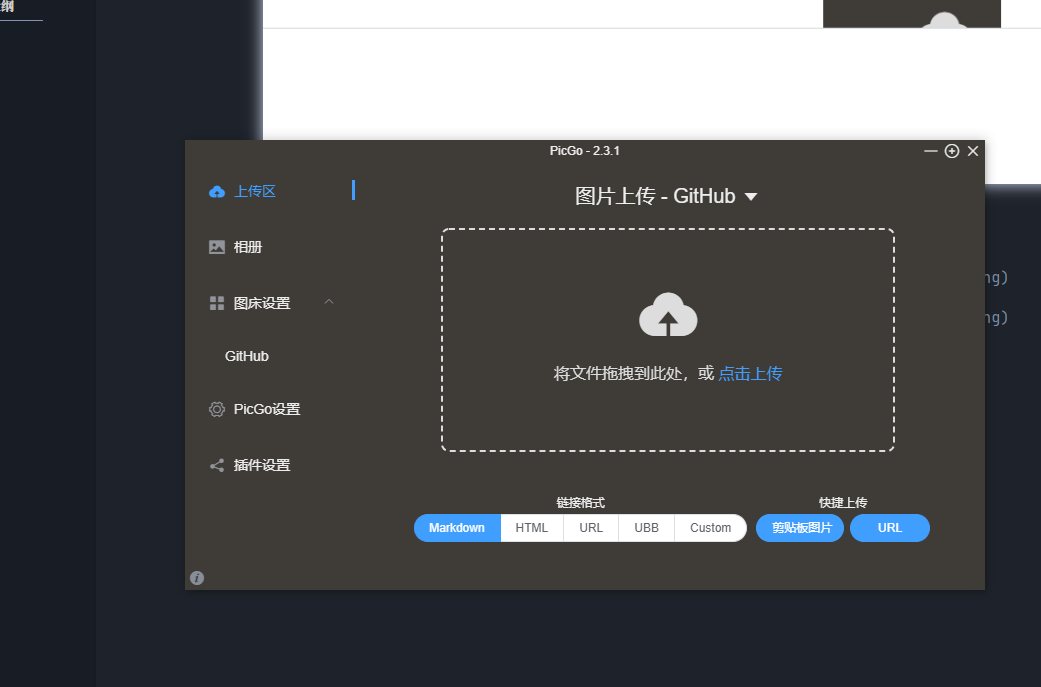 纲
PicGo - 2.3.1
上传区
图片上传 - GitHub
相册
图床设置
ng)
ng)
GitHub
将文件拖拽到此处，或 点击上传
PicGo设置
插件设置
链接格式
快捷上传
Markdown HTML URL UBB Custom 剪贴板图片 URL